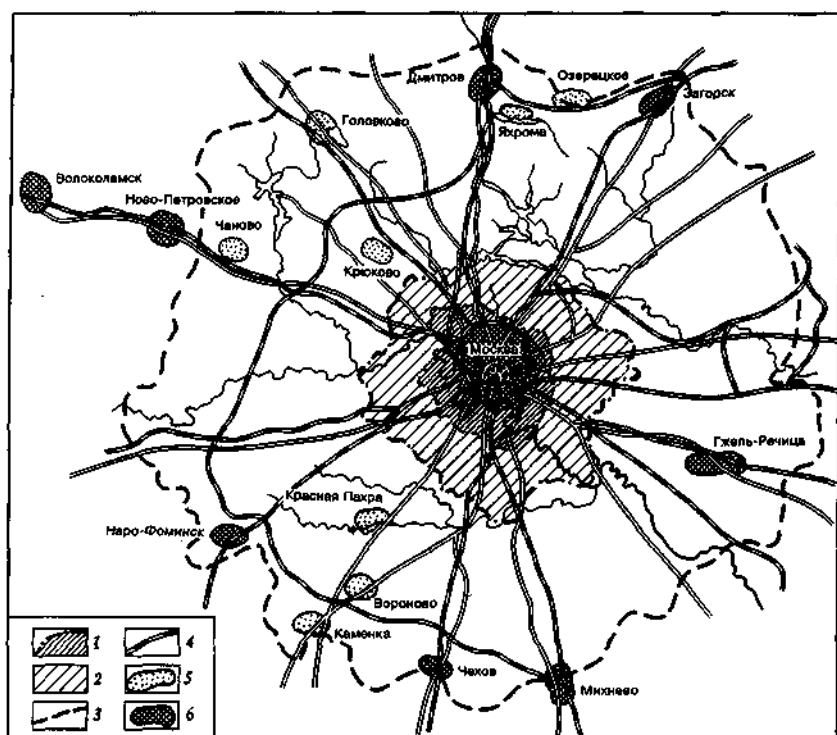 Дмитров
Озерецкое
Загорск
Головково
Яхрома
Волоколамск
Ново-Петровское
Чаново
Крюково
Москва
Гжель-Речица
Красная Пахра
Наро-Фоминск
Вороново
Каменка
Чехов
Михнево
1 4
2 5
3 6